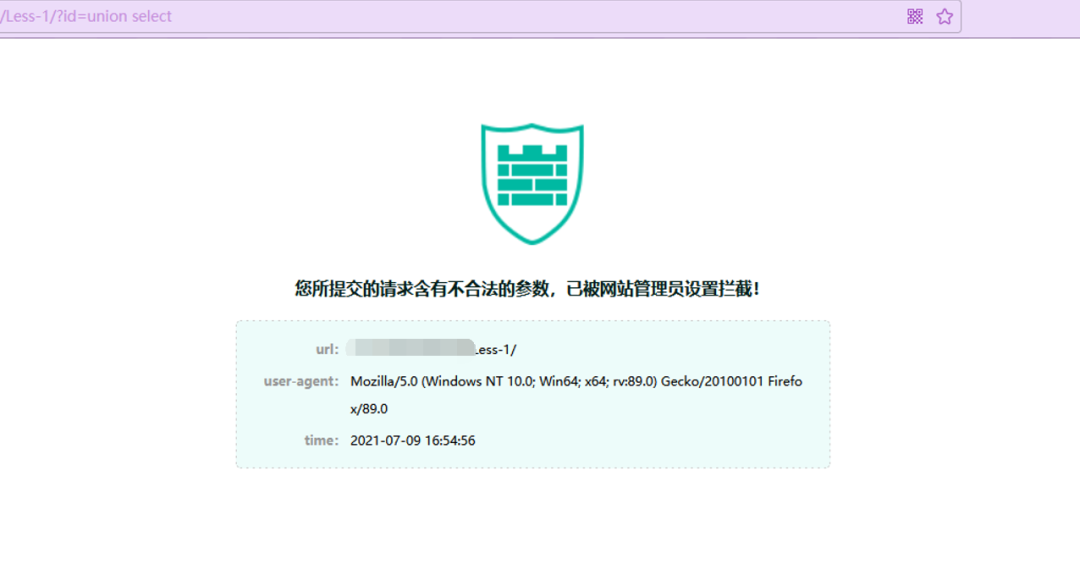 /Less-1/?id=union select
您所提交的请求含有不合法的参数，已被网站管理员设置拦截！
url: Less-1/
user-agent: Mozilla/5.0 (Windows NT 10.0; Win64; x64; rv:89.0) Gecko/20100101 Firefo
x/89.0
time: 2021-07-09 16:54:56